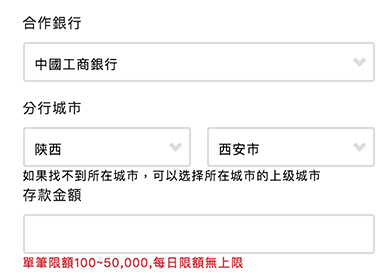 合作銀行
中國工商銀行
分行城市
陕西
西安市
如果找不到所在城市，可以选擇所在城市的上级城市
存款金額
單筆限額100~50,000,每日限額無上限